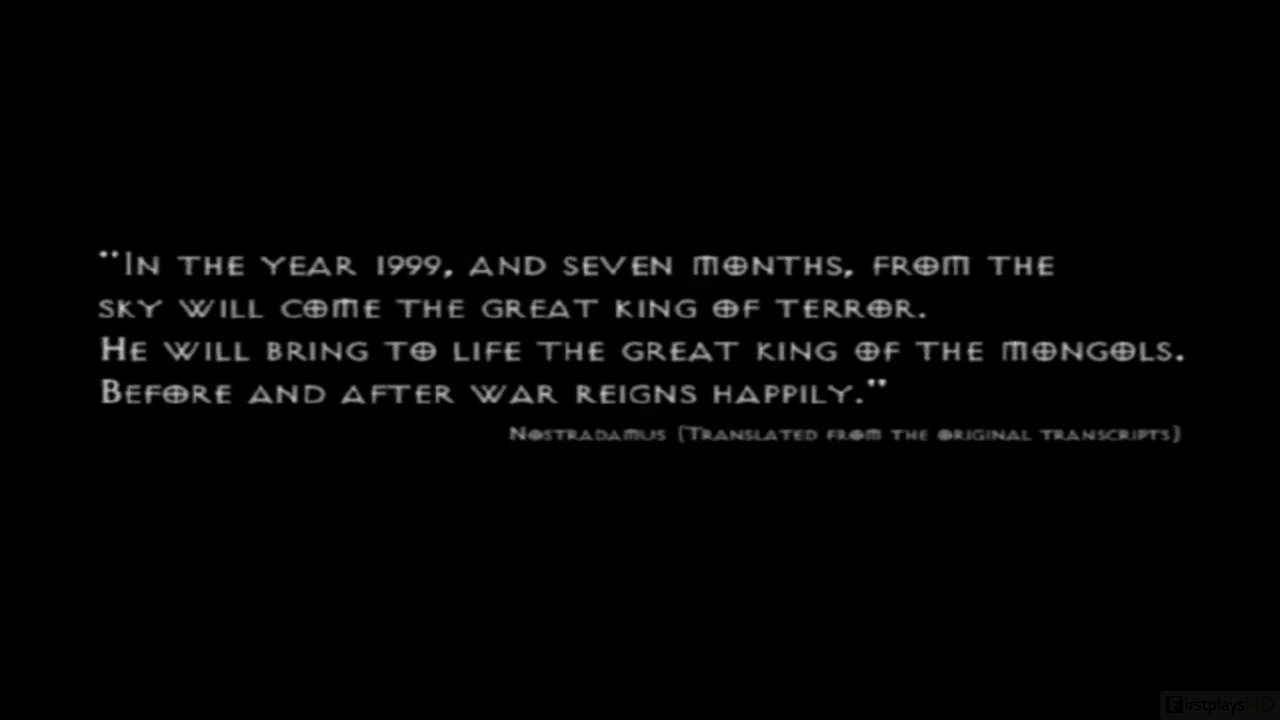 "In the year 1999, and seven months, from the
sky will come the great king of terror.
He will bring to life the great king of the Mongols.
Before and after war reigns happily."
Nostradamus (Translated from the original transcripts)
FirstplaysHD